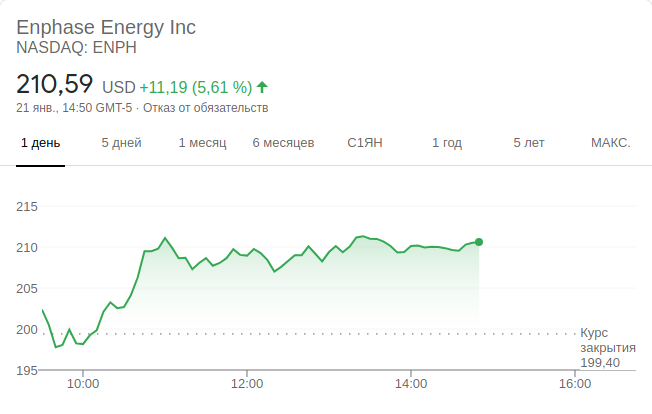 Enphase Energy Inc
NASDAQ: ENPH
210,59 USD +11,19 (5,61 %)
21 янв., 14:50 GMT-5 · Отказ от обязательств
1 день 5 дней 1 месяц 6 месяцев С1ЯН 1 год 5 лет МАКС.
215
210
205
200
195
Курс
закрытия
199,40
10:00 12:00 14:00 16:00